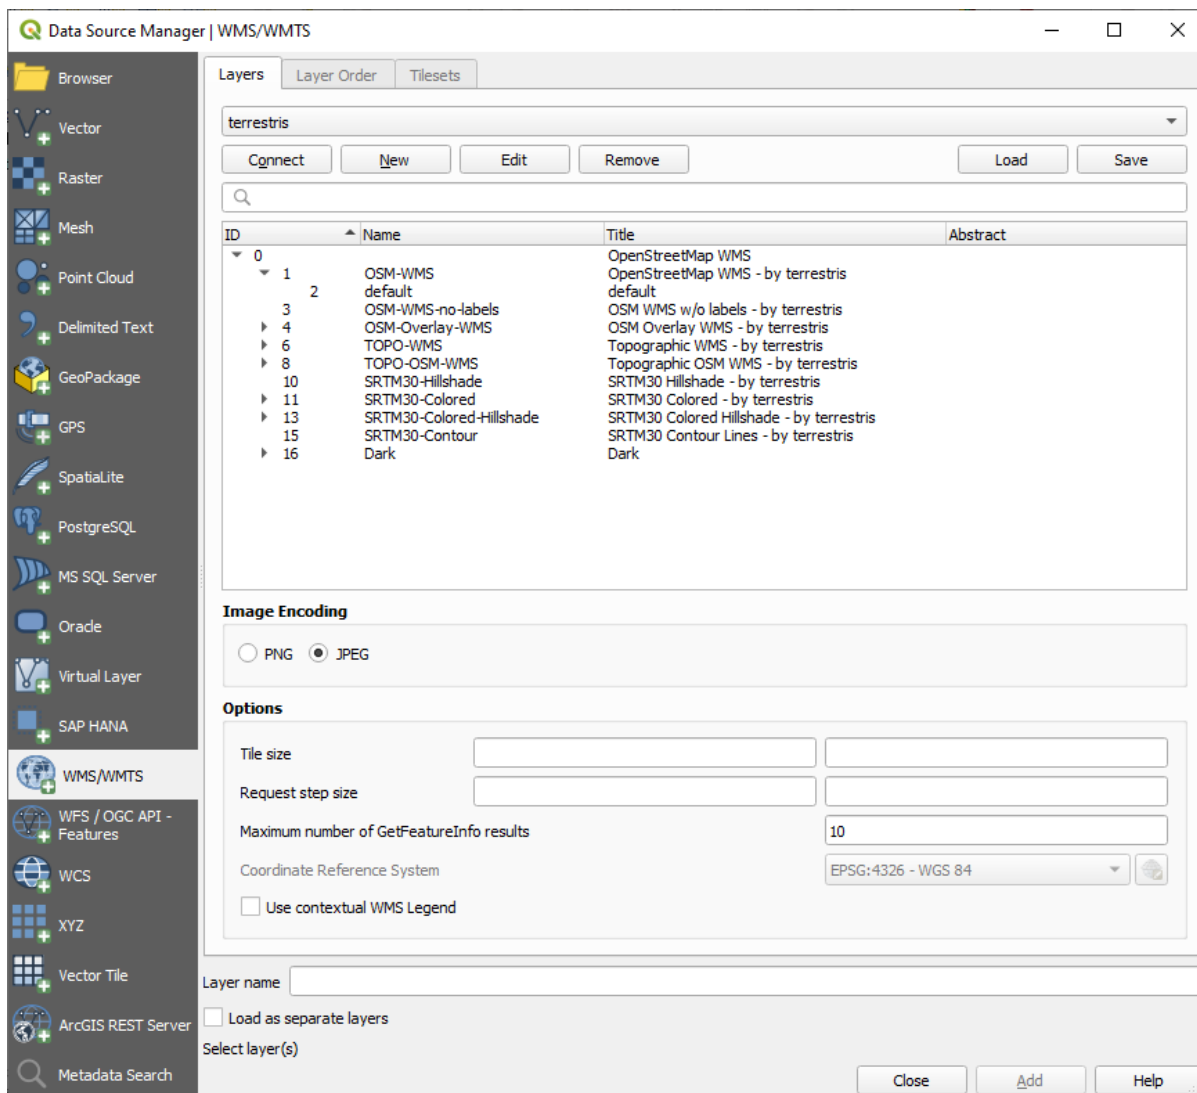 Data Source Manager | WMS/WMTS
Browser
Vector
Raster
Mesh
Point Cloud
Delimited Text
GeoPackage
GPS
SpatiaLite
PostgreSQL
MS SQL Server
Oracle
Virtual Layer
SAP HANA
WMS/WMTS
WFS / OGC API -
Features
WCS
XYZ
Vector Tile
ArcGIS REST Server
Metadata Search
Layers Layer Order Tilesets
terrestris
Connect New Edit Remove Load Save
ID Name Title Abstract
0 OpenStreetMap WMS
1 OSM-WMS OpenStreetMap WMS - by terrestris
2 default default
3 OSM-WMS-no-labels OSM WMS w/o labels - by terrestris
4 OSM-Overlay-WMS OSM Overlay WMS - by terrestris
6 TOPO-WMS Topographic WMS - by terrestris
8 TOPO-OSM-WMS Topographic OSM WMS - by terrestris
10 SRTM30-Hillshade SRTM30 Hillshade - by terrestris
11 SRTM30-Colored SRTM30 Colored - by terrestris
13 SRTM30-Colored-Hillshade SRTM30 Colored Hillshade - by terrestris
15 SRTM30-Contour SRTM30 Contour Lines - by terrestris
16 Dark Dark
Image Encoding
PNG JPEG
Options
Tile size
Request step size
Maximum number of GetFeatureInfo results 10
Coordinate Reference System EPSG:4326 - WGS 84
Use contextual WMS Legend
Layer name
Load as separate layers
Select layer(s)
Close Add Help